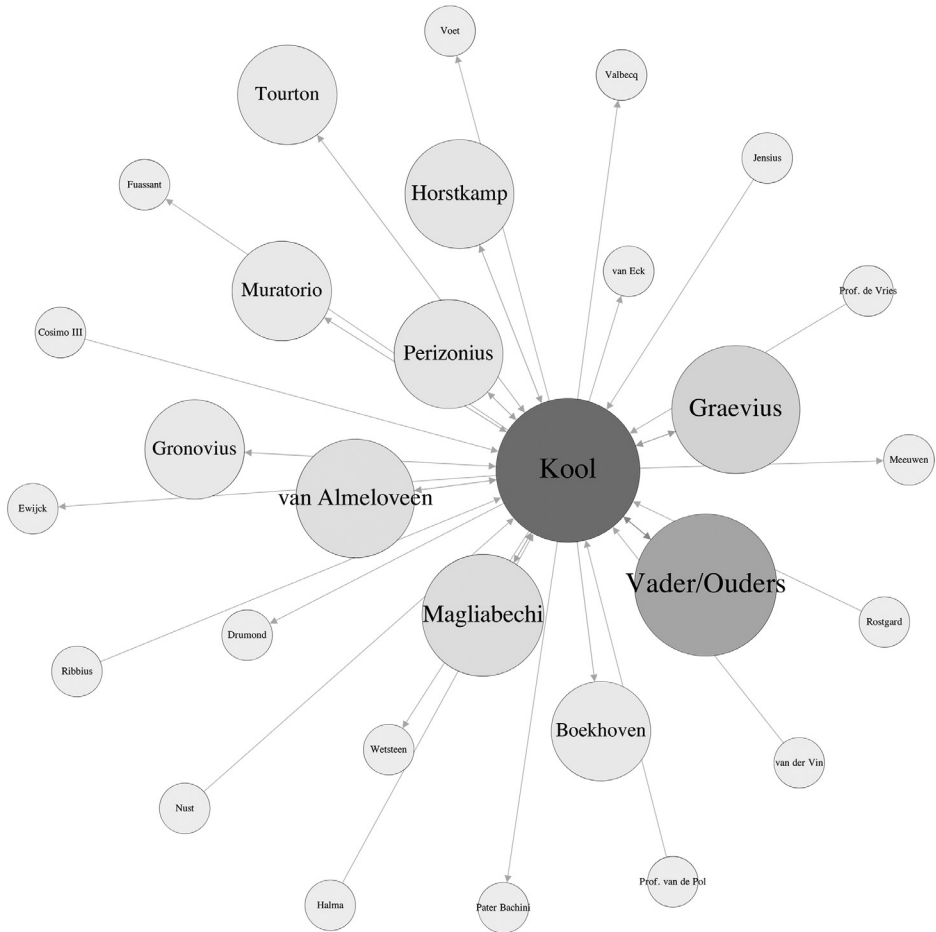 Voet
Valbecq
Tourton
Jensius
Fuassant
Horstkamp
van Eck
Muratorio
Prof. de Vries
Cosimo III
Perizonius
Graevius
Gronovius
Meeuwen
Kool
van Almeloveen
Ewijck
Vader/Ouders
Magliabechi
Rostgard
Drumond
Ribbius
Boekhoven
Wetsteen
van der Vin
Nust
Prof. van de Pol
Halma
Pater Bachini